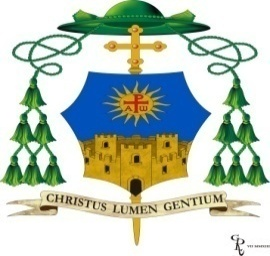 Α Ω
CHRISTUS LUMEN GENTIUM